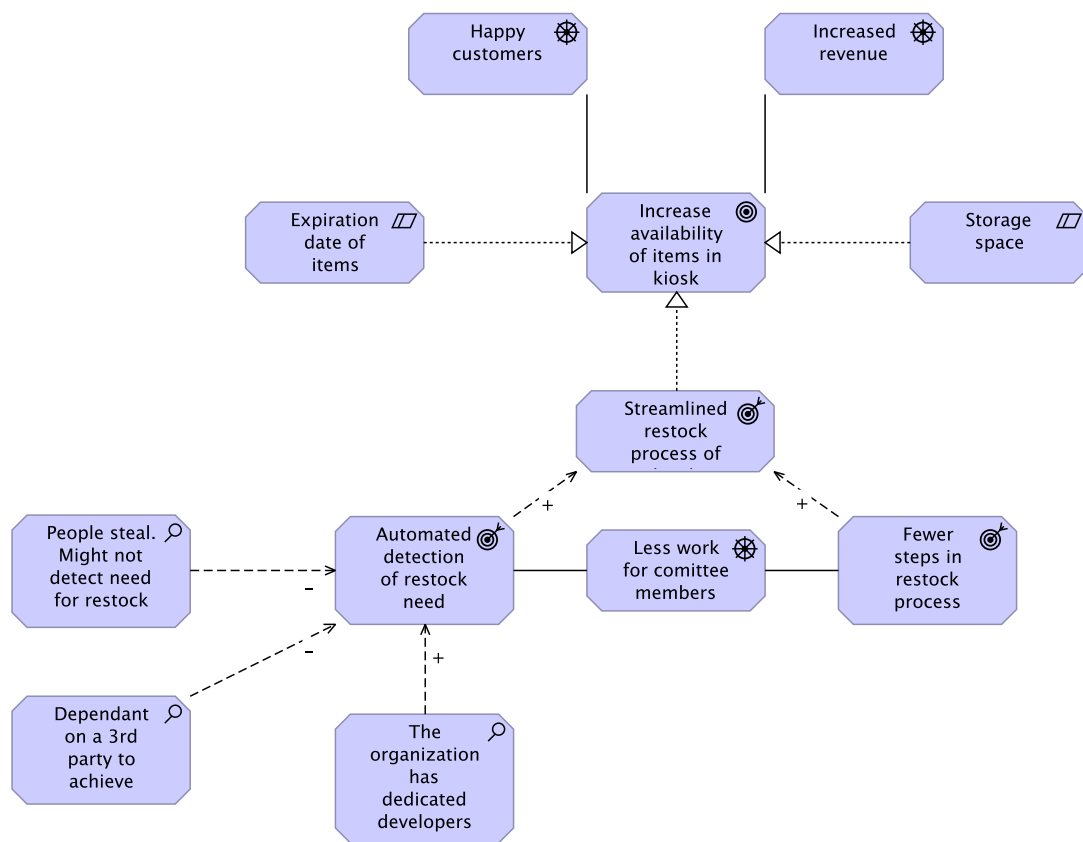 Happy
customers
Increased
revenue
Expiration
date of
items
Increase
availability
of items in
kiosk
Storage
space
Streamlined
restock
process of
People steal.
Might not
detect need
for restock
-
Automated
detection
of restock
need
+
Less work
for comittee
members
+
Fewer
steps in
restock
process
Dependant
on a 3rd
party to
achieve
-
+
The
organization
has
dedicated
developers